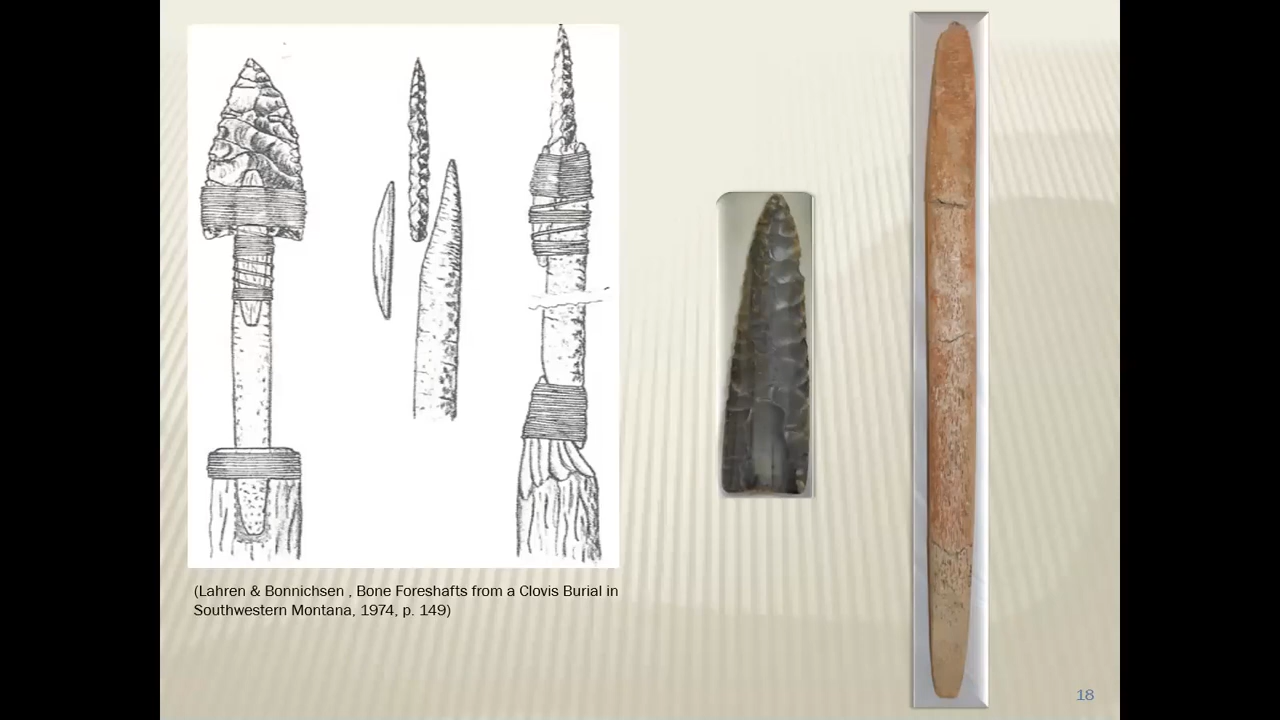 (Lahren & Bonnichsen , Bone Foreshafts from a Clovis Burial in
Southwestern Montana, 1974, p. 149)
18